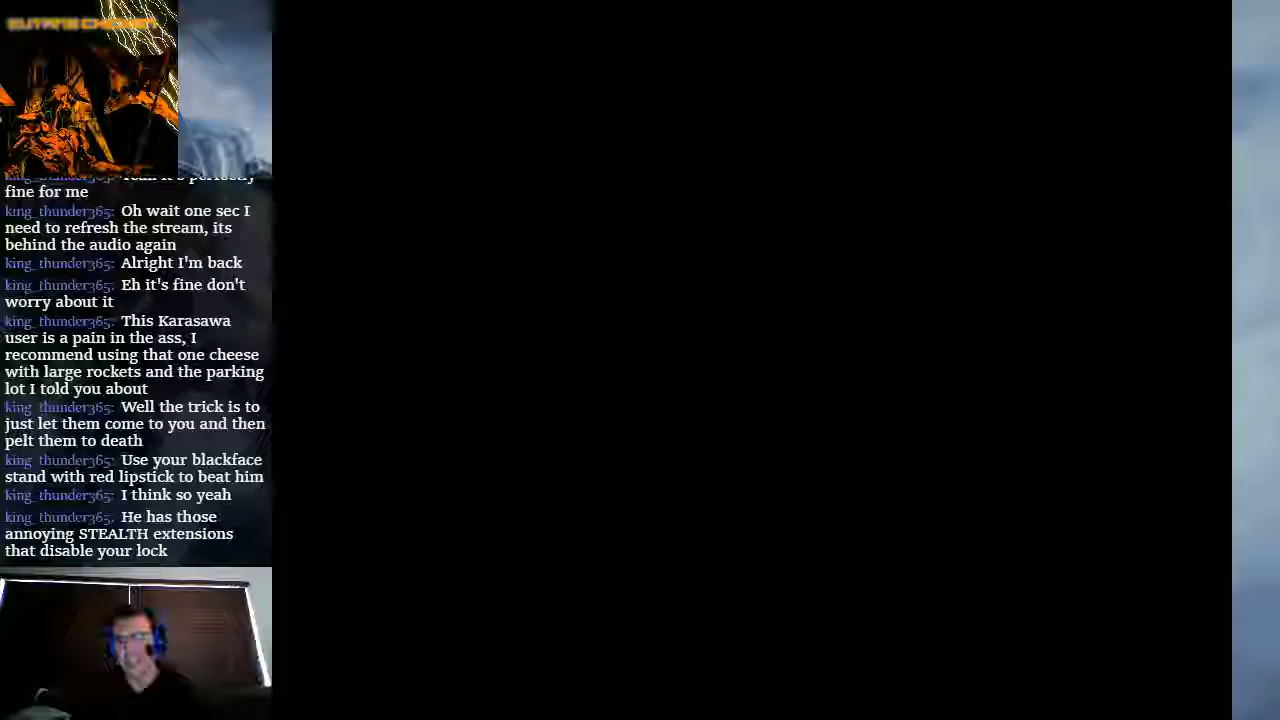 fine for me
king_thunder365: Oh wait one sec I
need to refresh the stream, its
behind the audio again
king_thunder365: Alright I'm back
king_thunder365: Eh it's fine don't
worry about it
king_thunder365: This Karasawa
user is a pain in the ass, I
recommend using that one cheese
with large rockets and the parking
lot I told you about
king_thunder365: Well the trick is to
just let them come to you and then
pelt them to death
king_thunder365: Use your blackface
stand with red lipstick to beat him
king_thunder365: I think so yeah
king_thunder365: He has those
annoying STEALTH extensions
that disable your lock